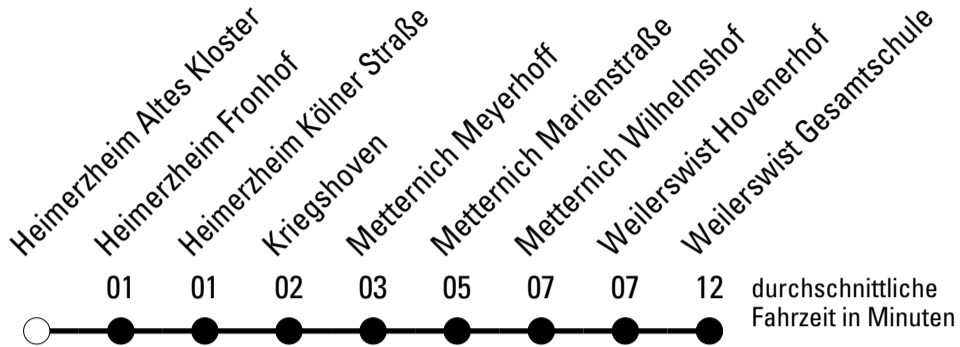 Heimerzheim Altes Kloster
Heimerzheim Fronhof
Heimerzheim Kölner Straße
Kriegshoven
Metternich Meyerhoff
Metternich Marienstraße
Metternich Wilhelmshof
Weilerswist Hovenerhof
Weilerswist Gesamtschule
01 01 02 03 05 07 07 12
durchschnittliche
Fahrzeit in Minuten